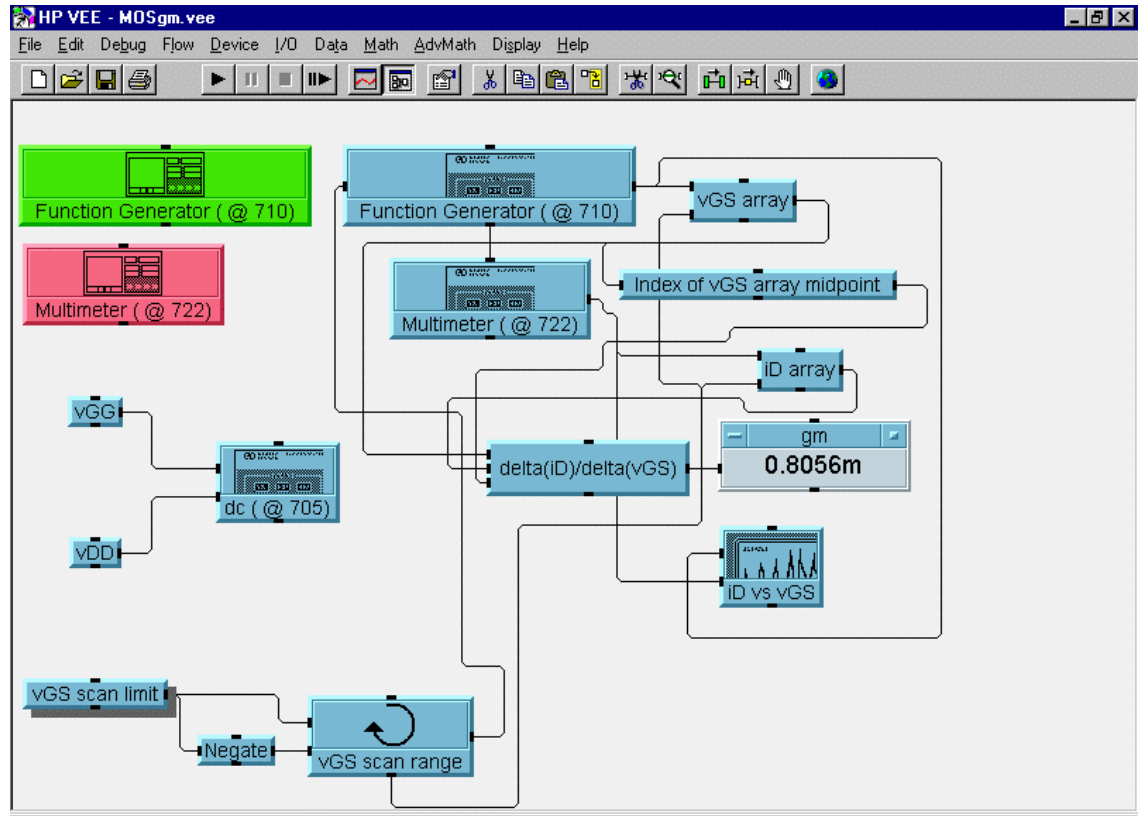 HP VEE - MOSgm.vee
File Edit Debug Flow Device I/O Data Math AdvMath Display Help
Function Generator ( @ 710)
Function Generator ( @ 710)
vGS array
Multimeter ( @ 722)
Multimeter ( @ 722)
Index of vGS array midpoint
iD array
vGG
gm
0.8056m
delta(iD)/delta(vGS)
dc ( @ 705)
vDD
iD vs vGS
vGS scan limit
Negate
vGS scan range